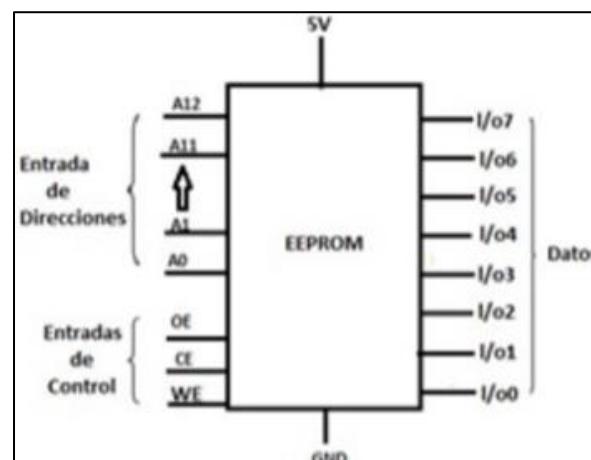 5V
A12
A11
A1
A0
Entrada
de
Direcciones
OE
CE
WE
Entradas
de
Control
EEPROM
I/o7
I/o6
I/o5
I/o4
I/o3
I/o2
I/o1
I/o0
Dato
GND